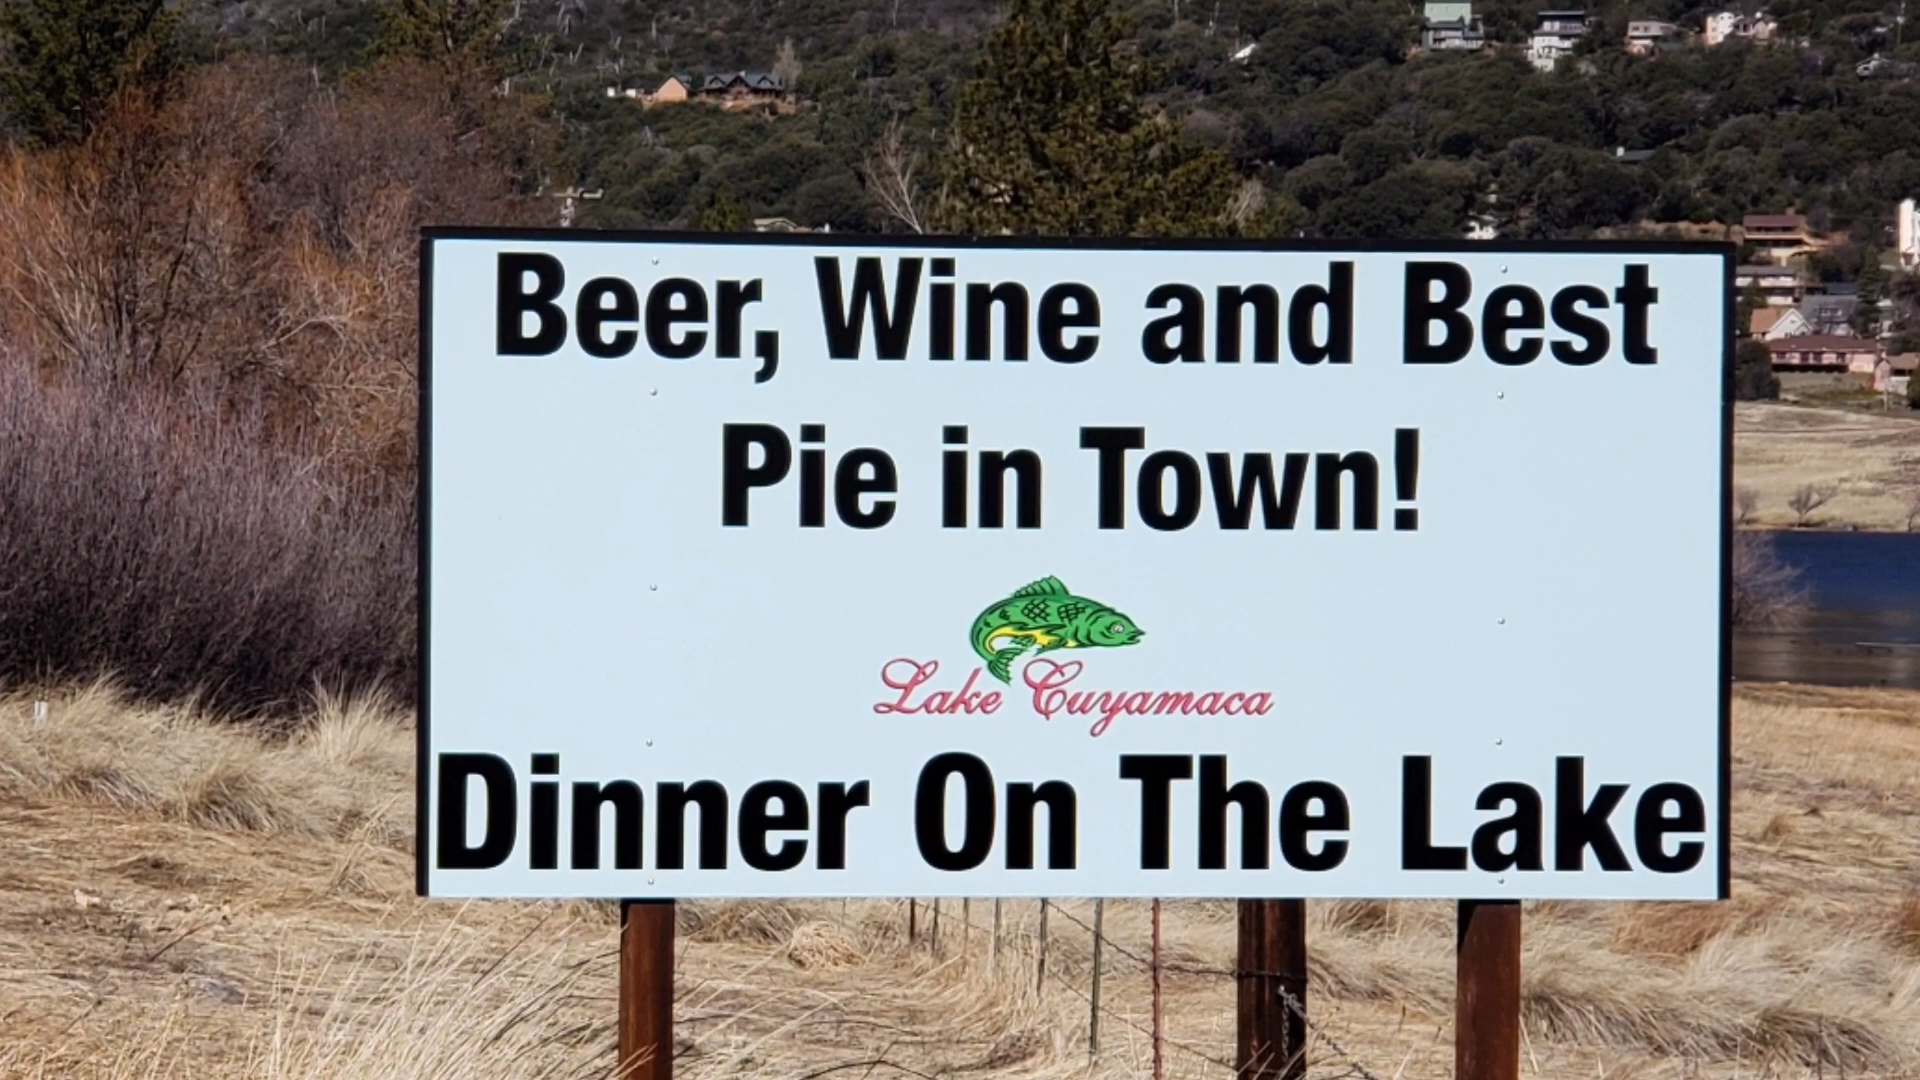 Beer, Wine and Best
Pie in Town!
Lake Cuyamaca
Dinner On The Lake